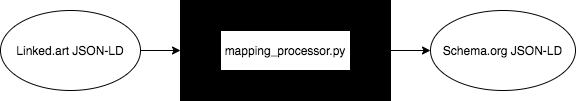 Linked.art JSON-LD
mapping_processor.py
Schema.org JSON-LD